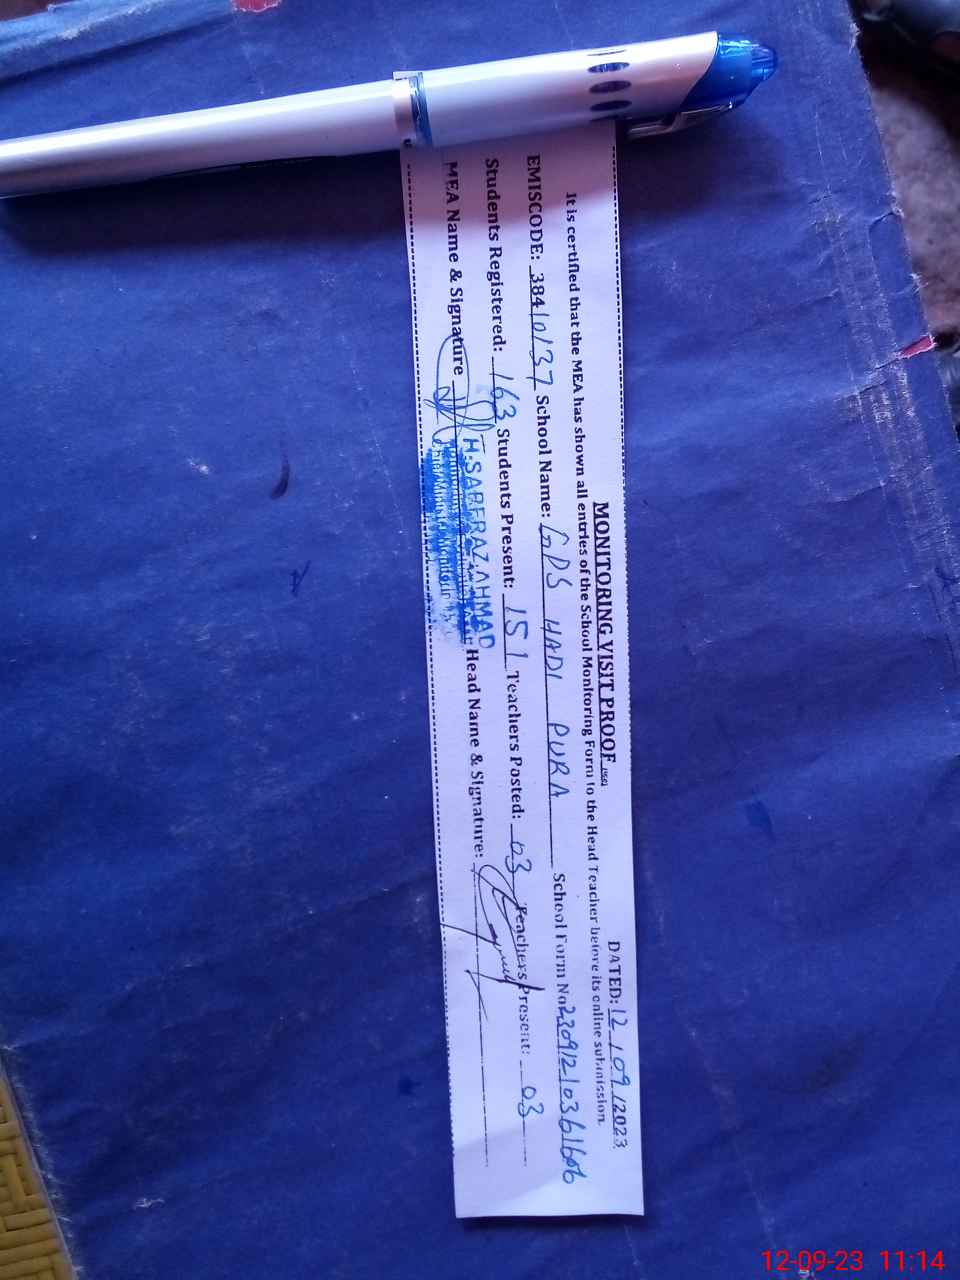 MONITORING VISIT PROOF DATED: 12/09/2023
It is certified that the MEA has shown all entries of the School Monitoring Form to the Head Teacher before its online submission.
EMISCODE: 38410137 School Name: GPS HADI PURA School Form No
Students Registered: 163 Students Present: 151 Teachers Posted: 03 Teachers Present: 03
MEA Name & Signature H.SARFRAZ AHMAD Head Name & Signature:
12-09-23 11:14